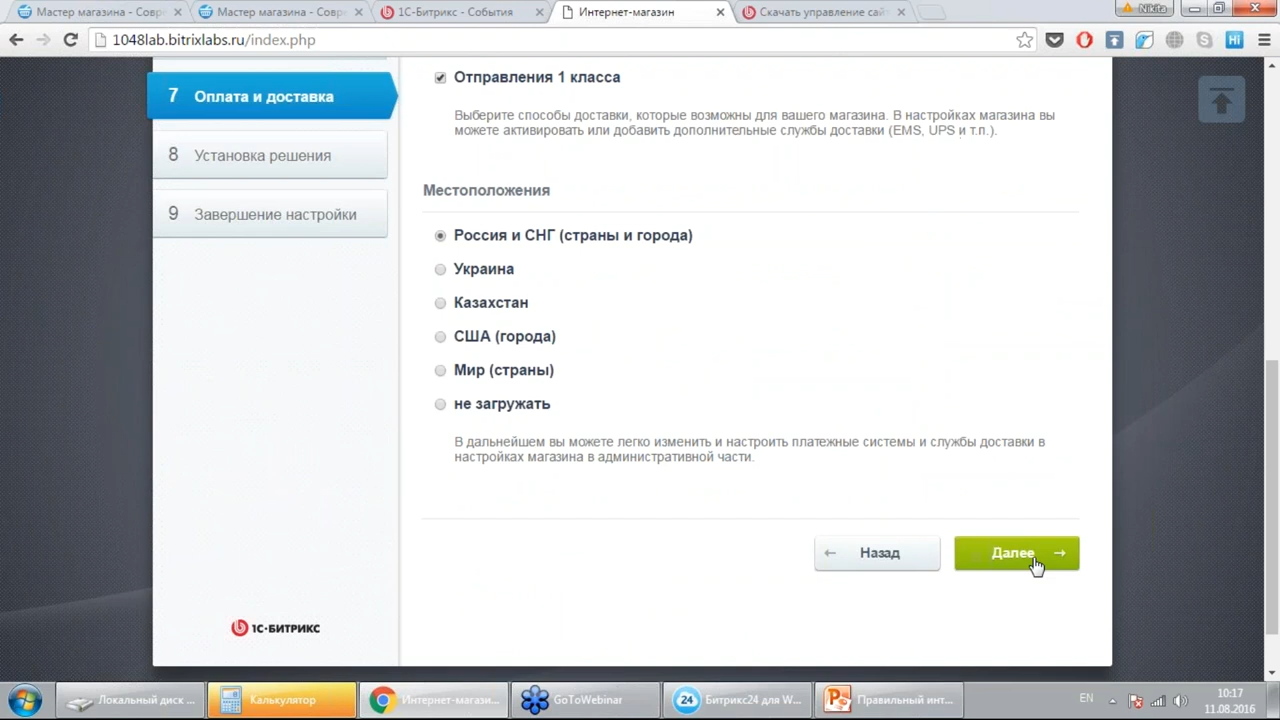 Мастер магазина - Совр
Мастер магазина - Совр
1С-Битрикс - События
Интернет-магазин
Скачать управление сай
Nikita
1048lab.bitrixlabs.ru/index.php
Hi
7 Оплата и доставка
8 Установка решения
9 Завершение настройки
1С-БИТРИКС
Отправления 1 класса
Выберите способы доставки, которые возможны для вашего магазина. В настройках магазина вы
можете активировать или добавить дополнительные службы доставки (EMS, UPS и т.п.).
Местоположения
Россия и СНГ (страны и города)
Украина
Казахстан
США (города)
Мир (страны)
не загружать
В дальнейшем вы можете легко изменить и настроить платежные системы и службы доставки в
настройках магазина в административной части.
← Назад
Далее →
Локальный диск ...
Калькулятор
Интернет-магази...
GoToWebinar
24 Битрикс24 для W...
Правильный инт...
EN
10:17
11.08.2016